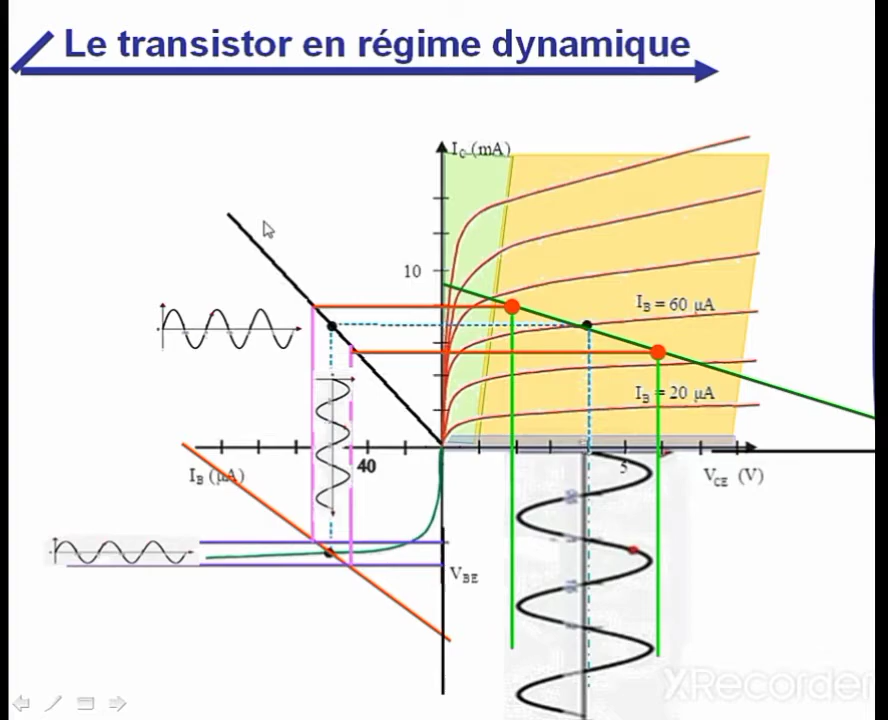 Le transistor en régime dynamique
I_C (mA)
10
I_B = 60 µA
I_B = 20 µA
I_B (µA)
40
5
V_CE (V)
V_BE
XRecorder